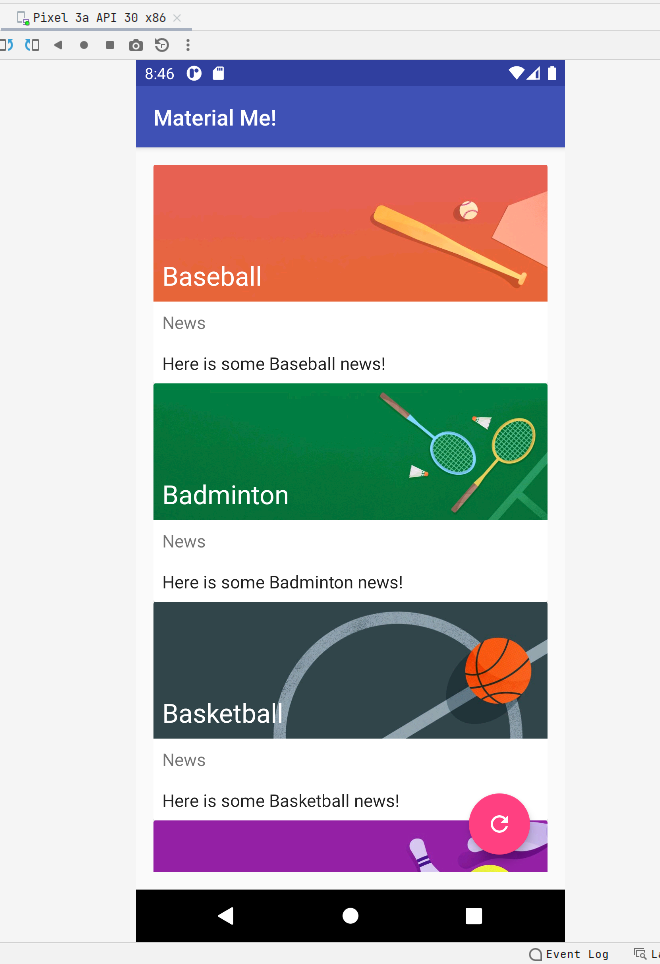 Pixel 3a API 30 x86
8:46
Material Me!
Baseball
News
Here is some Baseball news!
Badminton
News
Here is some Badminton news!
Basketball
News
Here is some Basketball news!
Event Log